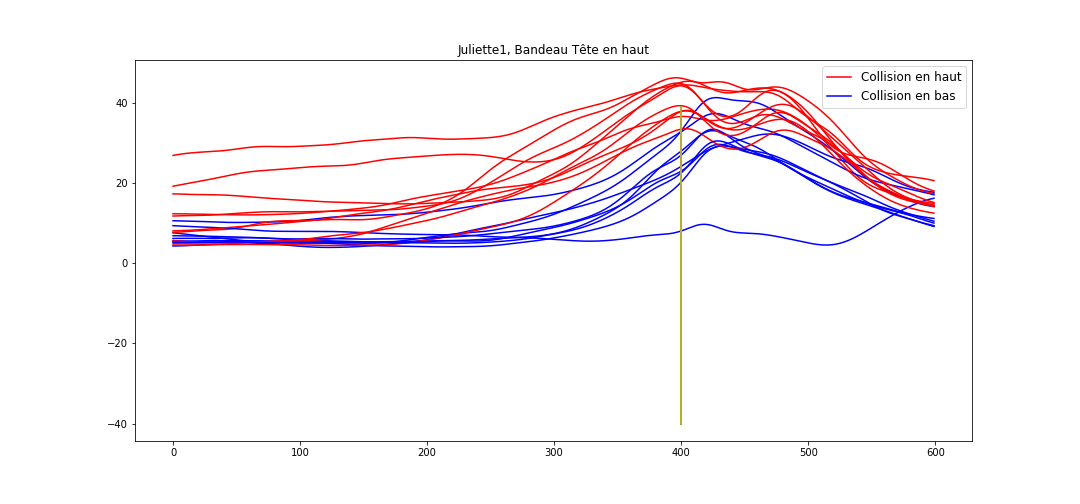 Juliette1, Bandeau Tête en haut
Collision en haut
Collision en bas
40
20
0
−20
−40
0 100 200 300 400 500 600